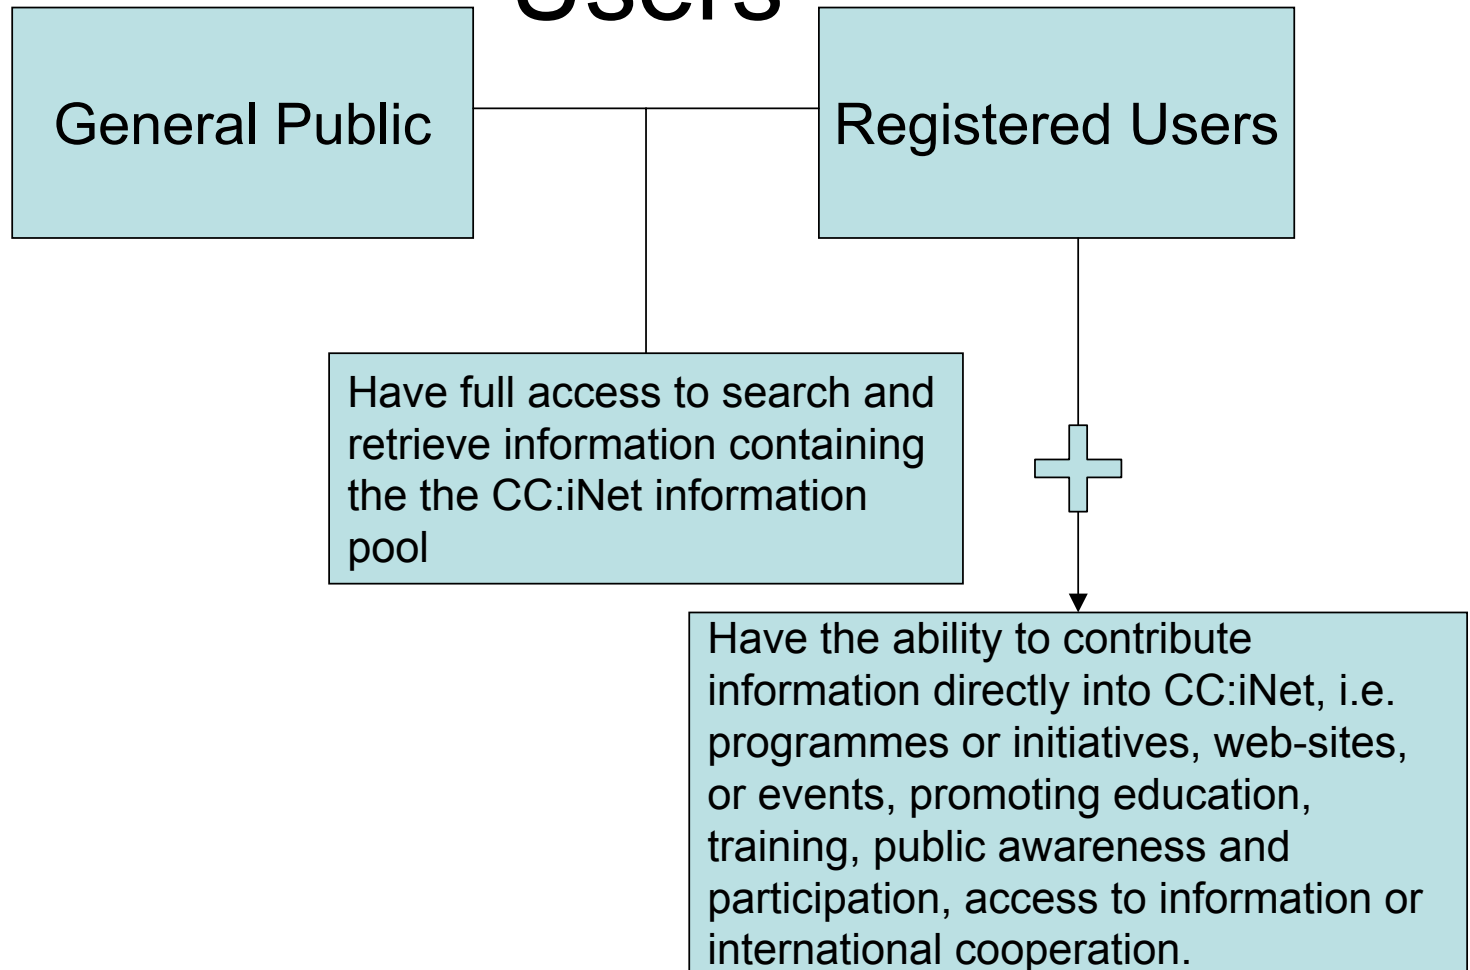 Users
General Public
Registered Users
Have full access to search and
retrieve information containing
the the CC:iNet information
pool
Have the ability to contribute
information directly into CC:iNet, i.e.
programmes or initiatives, web-sites,
or events, promoting education,
training, public awareness and
participation, access to information or
international cooperation.